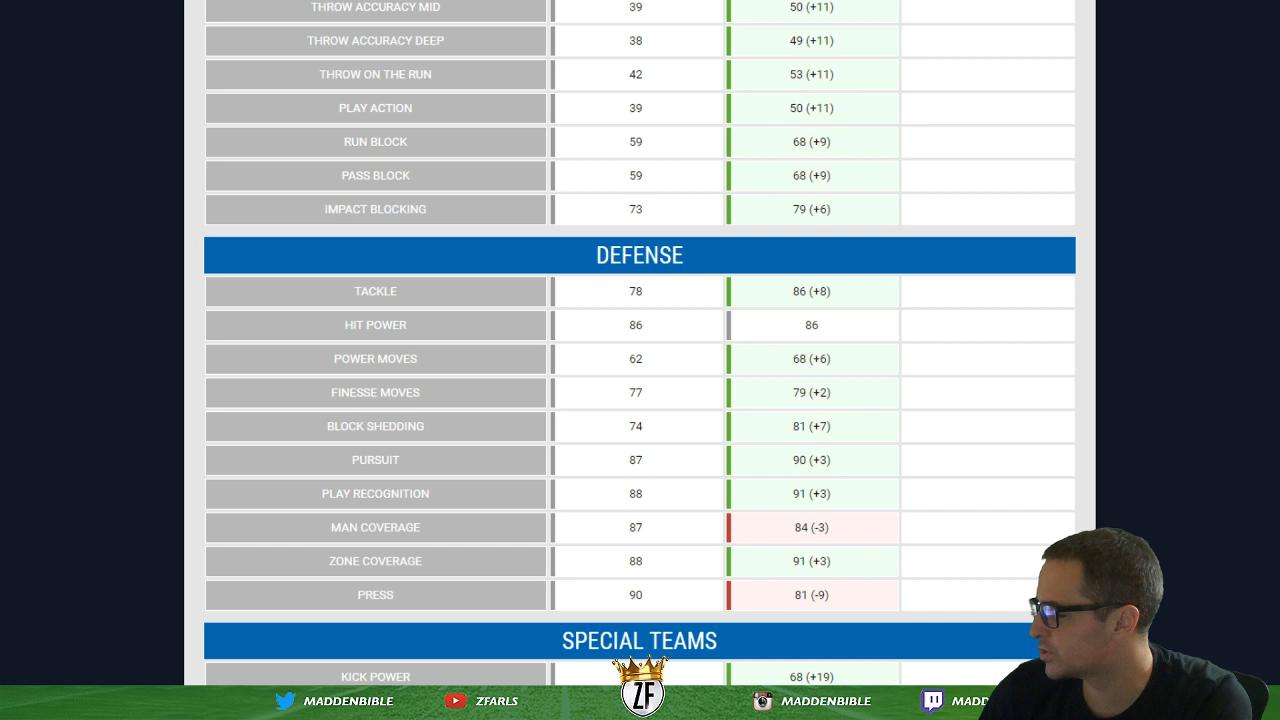 THROW ACCURACY MID 39 50 (+11)
THROW ACCURACY DEEP 38 49 (+11)
THROW ON THE RUN 42 53 (+11)
PLAY ACTION 39 50 (+11)
RUN BLOCK 59 68 (+9)
PASS BLOCK 59 68 (+9)
IMPACT BLOCKING 73 79 (+6)
DEFENSE
TACKLE 78 86 (+8)
HIT POWER 86 86
POWER MOVES 62 68 (+6)
FINESSE MOVES 77 79 (+2)
BLOCK SHEDDING 74 81 (+7)
PURSUIT 87 90 (+3)
PLAY RECOGNITION 88 91 (+3)
MAN COVERAGE 87 84 (-3)
ZONE COVERAGE 88 91 (+3)
PRESS 90 81 (-9)
SPECIAL TEAMS
KICK POWER 68 (+19)
MADDENBIBLE ZFARLS ZF MADDENBIBLE MADD